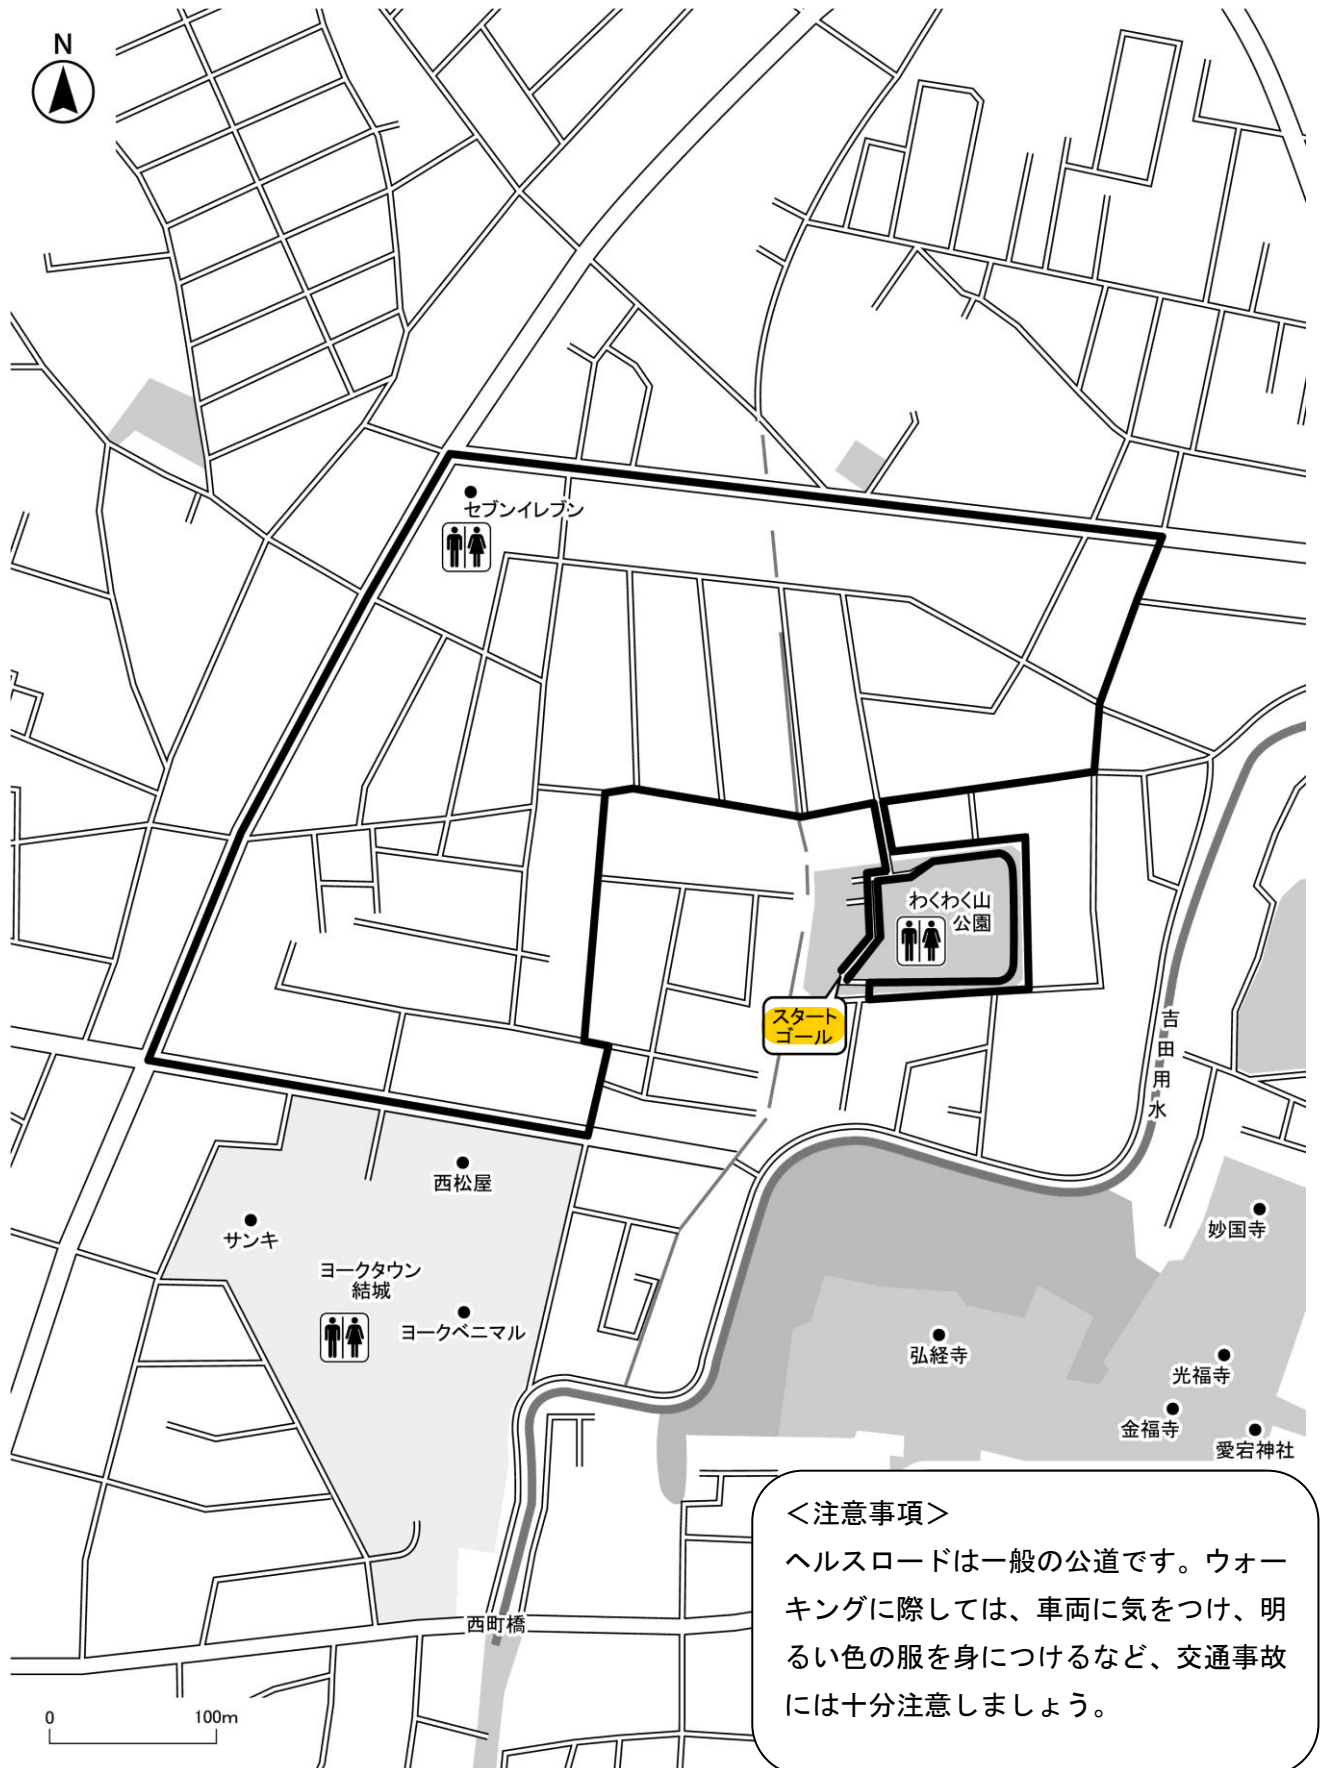 N
セブンイレブン
わくわく山
公園
スタート
ゴール
吉田用水
西松屋
サンキ
ヨークタウン
結城
ヨークベニマル
妙国寺
弘経寺
光福寺
金福寺
愛宕神社
西町橋
0 100m
＜注意事項＞
ヘルスロードは一般の公道です。ウォー
キングに際しては、車両に気をつけ、明
るい色の服を身につけるなど、交通事故
には十分注意しましょう。